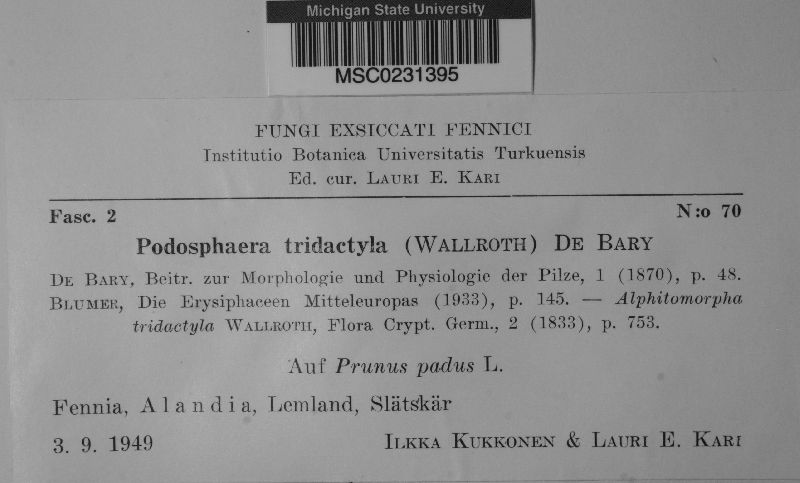 Michigan State University
MSC0231395
FUNGI EXSICCATI FENNICI
Institutio Botanica Universitatis Turkuensis
Ed. cur. LAURI E. KARI
Fasc. 2 N:o 70
Podosphaera tridactyla (WALLROTH) DE BARY
DE BARY, Beitr. zur Morphologie und Physiologie der Pilze, 1 (1870), p. 48.
BLUMER, Die Erysiphaceen Mitteleuropas (1933), p. 145. — Alphitomorpha
tridactyla WALLROTH, Flora Crypt. Germ., 2 (1833), p. 753.
Auf Prunus padus L.
Fennia, Alandia, Lemland, Slätskär
3. 9. 1949 ILKKA KUKKONEN & LAURI E. KARI